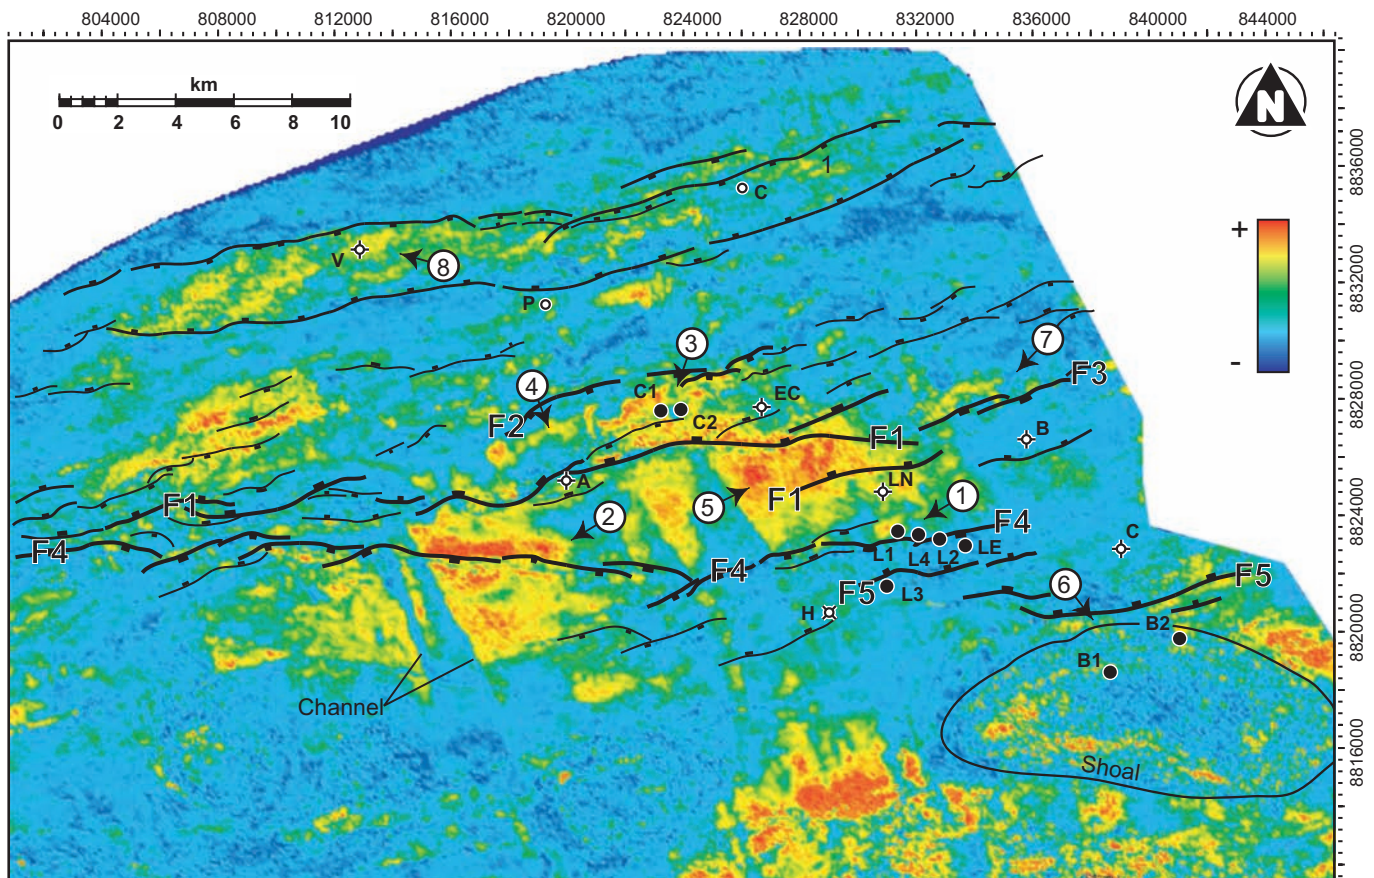 804000 808000 812000 816000 820000 824000 828000 832000 836000 840000 844000
km
0 2 4 6 8 10
N
8836000
1
C
+
V
8
8832000
P
-
3
7
4
F3
C1
EC
8828000
F2
C2
F1
B
A
LN
5
F1
1
F1
2
8824000
F4
F4
L1
L4
L2
LE
C
F4
F5
6
F5
L3
H
8820000
B2
B1
Channel
Shoal
8816000